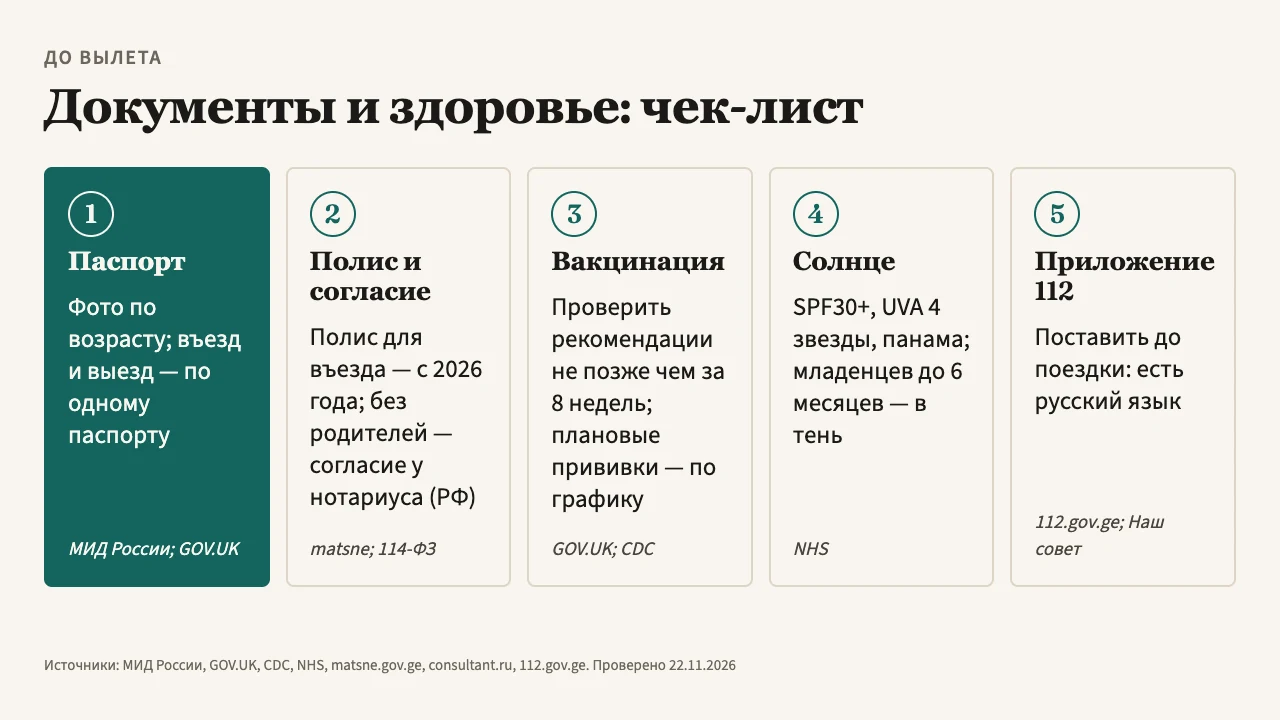 ДО ВЫЛЕТА
Документы и здоровье: чек-лист
1
Паспорт
Фото по
возрасту; въезд
и выезд — по
одному
паспорту
МИД России; GOV.UK
2
Полис и
согласие
Полис для
въезда — с 2026
года; без
родителей —
согласие у
нотариуса (РФ)
matsne; 114-ФЗ
3
Вакцинация
Проверить
рекомендации
не позже чем за
8 недель;
плановые
прививки — по
графику
GOV.UK; CDC
4
Солнце
SPF30+, UVA 4
звезды, панама;
младенцев до 6
месяцев — в
тень
NHS
5
Приложение
112
Поставить до
поездки: есть
русский язык
112.gov.ge; Наш
совет
Источники: МИД России, GOV.UK, CDC, NHS, matsne.gov.ge, consultant.ru, 112.gov.ge. Проверено 22.11.2026